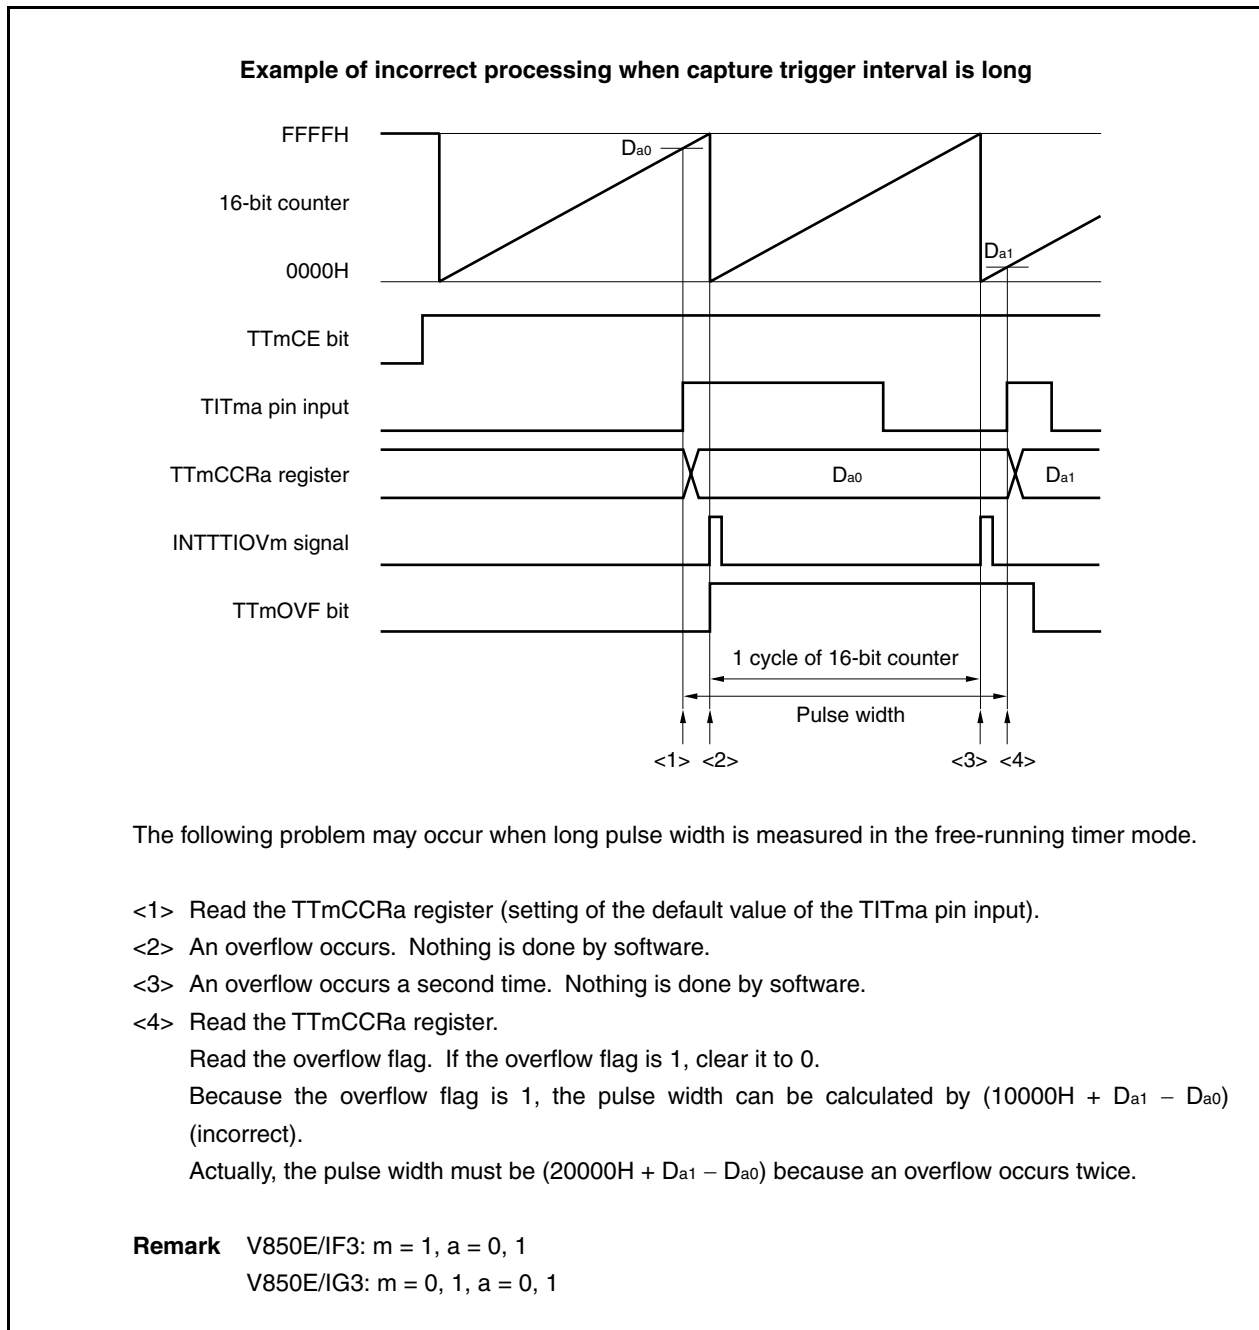 Example of incorrect processing when capture trigger interval is long
FFFFH
Da0
16-bit counter
Da1
0000H
TTmCE bit
TITma pin input
TTmCCRa register
Da0
Da1
INTTTIOVm signal
TTmOVF bit
1 cycle of 16-bit counter
Pulse width
<1> <2> <3> <4>
The following problem may occur when long pulse width is measured in the free-running timer mode.
<1> Read the TTmCCRa register (setting of the default value of the TITma pin input).
<2> An overflow occurs. Nothing is done by software.
<3> An overflow occurs a second time. Nothing is done by software.
<4> Read the TTmCCRa register.
Read the overflow flag. If the overflow flag is 1, clear it to 0.
Because the overflow flag is 1, the pulse width can be calculated by (10000H + Da1 − Da0)
(incorrect).
Actually, the pulse width must be (20000H + Da1 − Da0) because an overflow occurs twice.
Remark V850E/IF3: m = 1, a = 0, 1
V850E/IG3: m = 0, 1, a = 0, 1